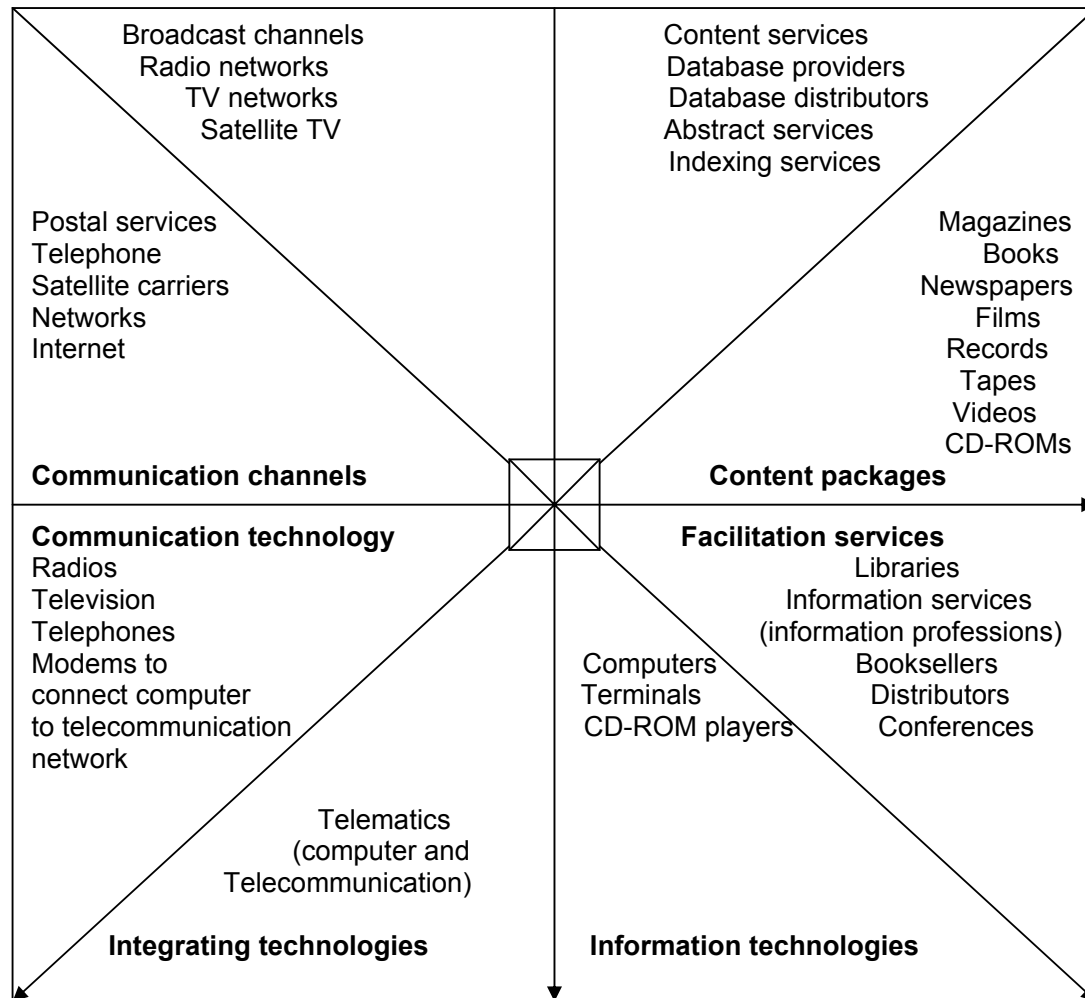 Broadcast channels
Radio networks
TV networks
Satellite TV
Content services
Database providers
Database distributors
Abstract services
Indexing services
Postal services
Telephone
Satellite carriers
Networks
Internet
Magazines
Books
Newspapers
Films
Records
Tapes
Videos
CD-ROMs
Communication channels
Content packages
Communication technology
Radios
Television
Telephones
Modems to
connect computer
to telecommunication
network
Facilitation services
Libraries
Information services
(information professions)
Booksellers
Distributors
Conferences
Computers
Terminals
CD-ROM players
Telematics
(computer and
Telecommunication)
Integrating technologies
Information technologies